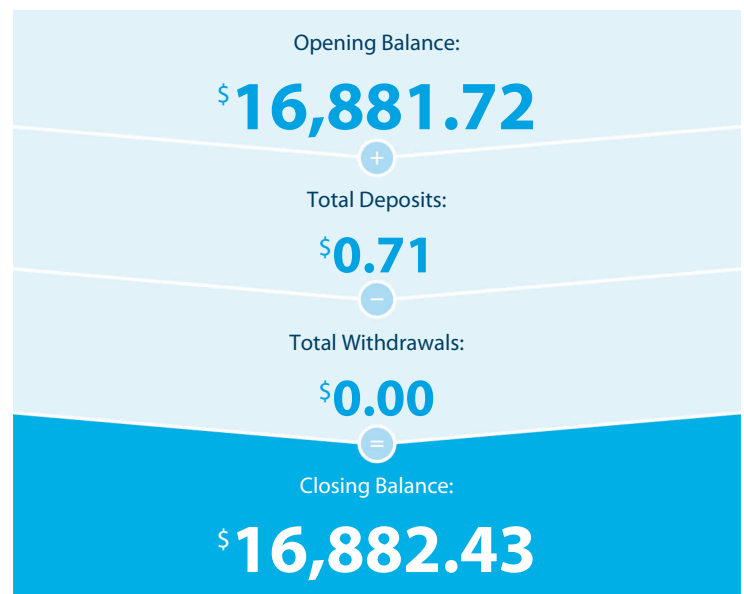 Opening Balance:
$16,881.72
+
Total Deposits:
$0.71
−
Total Withdrawals:
$0.00
=
Closing Balance:
$16,882.43